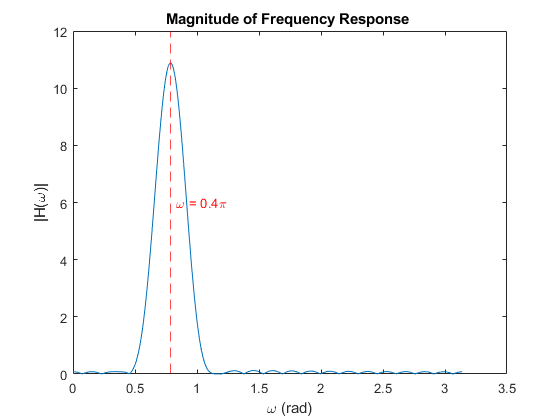 Magnitude of Frequency Response
|H(ω)|
12
10
8
6
4
2
0
ω = 0.4π
0 0.5 1 1.5 2 2.5 3 3.5
ω (rad)